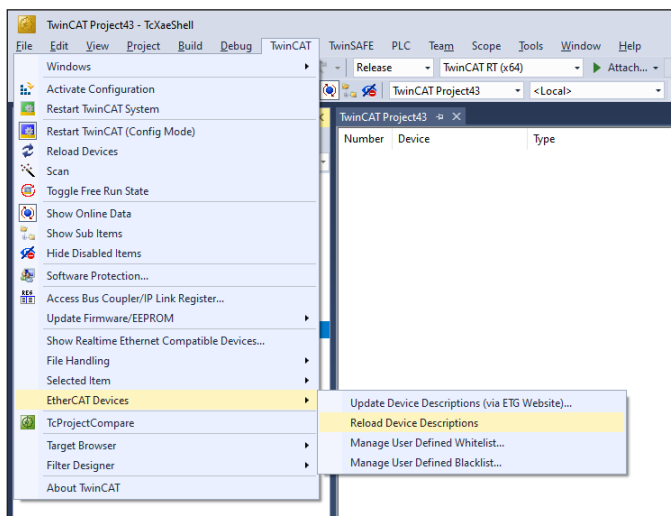 TwinCAT Project43 - TcXaeShell
File Edit View Project Build Debug TwinCAT TwinSAFE PLC Team Scope Tools Window Help
Windows
Release TwinCAT RT (x64) Attach...
Activate Configuration
TwinCAT Project43 <Local>
Restart TwinCAT System
TwinCAT Project43
Restart TwinCAT (Config Mode)
Number Device Type
Reload Devices
Scan
Toggle Free Run State
Show Online Data
Show Sub Items
Hide Disabled Items
Software Protection...
Access Bus Coupler/IP Link Register...
Update Firmware/EEPROM
Show Realtime Ethernet Compatible Devices...
File Handling
Selected Item
EtherCAT Devices
Update Device Descriptions (via ETG Website)...
Reload Device Descriptions
TcProjectCompare
Manage User Defined Whitelist...
Target Browser
Manage User Defined Blacklist...
Filter Designer
About TwinCAT